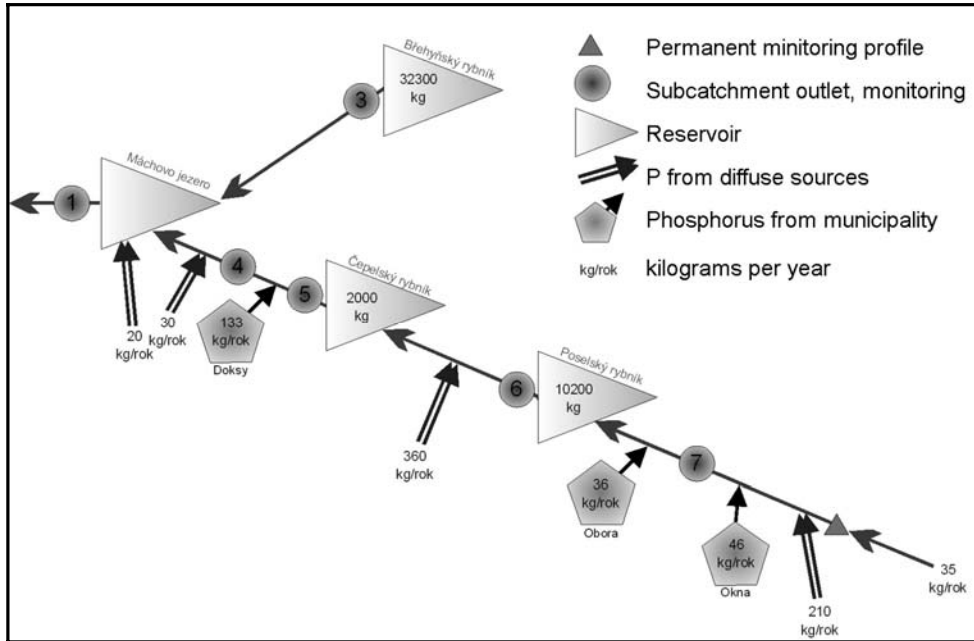 Břehyňský rybník
32300
kg
3
Máchovo jezero
1
4
5
Čepelský rybník
2000
kg
20
kg/rok
30
kg/rok
133
kg/rok
Doksy
6
Poselský rybník
10200
kg
360
kg/rok
7
36
kg/rok
Obora
46
kg/rok
Okna
210
kg/rok
35
kg/rok
Permanent minitoring profile
Subcatchment outlet, monitoring
Reservoir
P from diffuse sources
Phosphorus from municipality
kg/rok kilograms per year